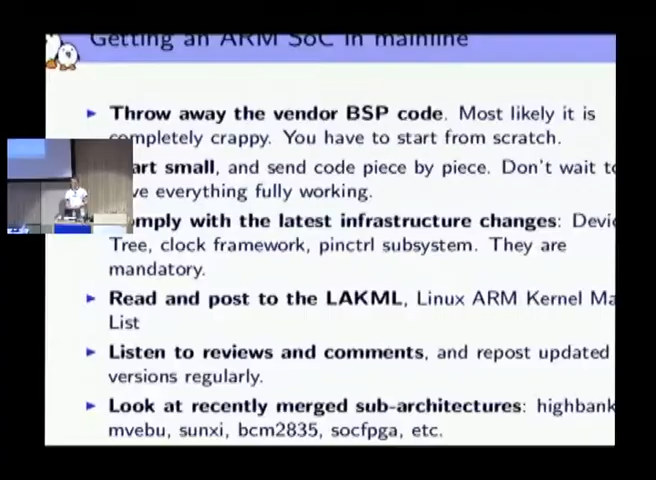 Getting an ARM SoC in mainline
Throw away the vendor BSP code. Most likely it is
completely crappy. You have to start from scratch.
art small, and send code piece by piece. Don't wait to
ve everything fully working.
omply with the latest infrastructure changes: Devic
Tree, clock framework, pinctrl subsystem. They are
mandatory.
Read and post to the LAKML, Linux ARM Kernel Ma
List
Listen to reviews and comments, and repost updated
versions regularly.
Look at recently merged sub-architectures: highbank
mvebu, sunxi, bcm2835, socfpga, etc.